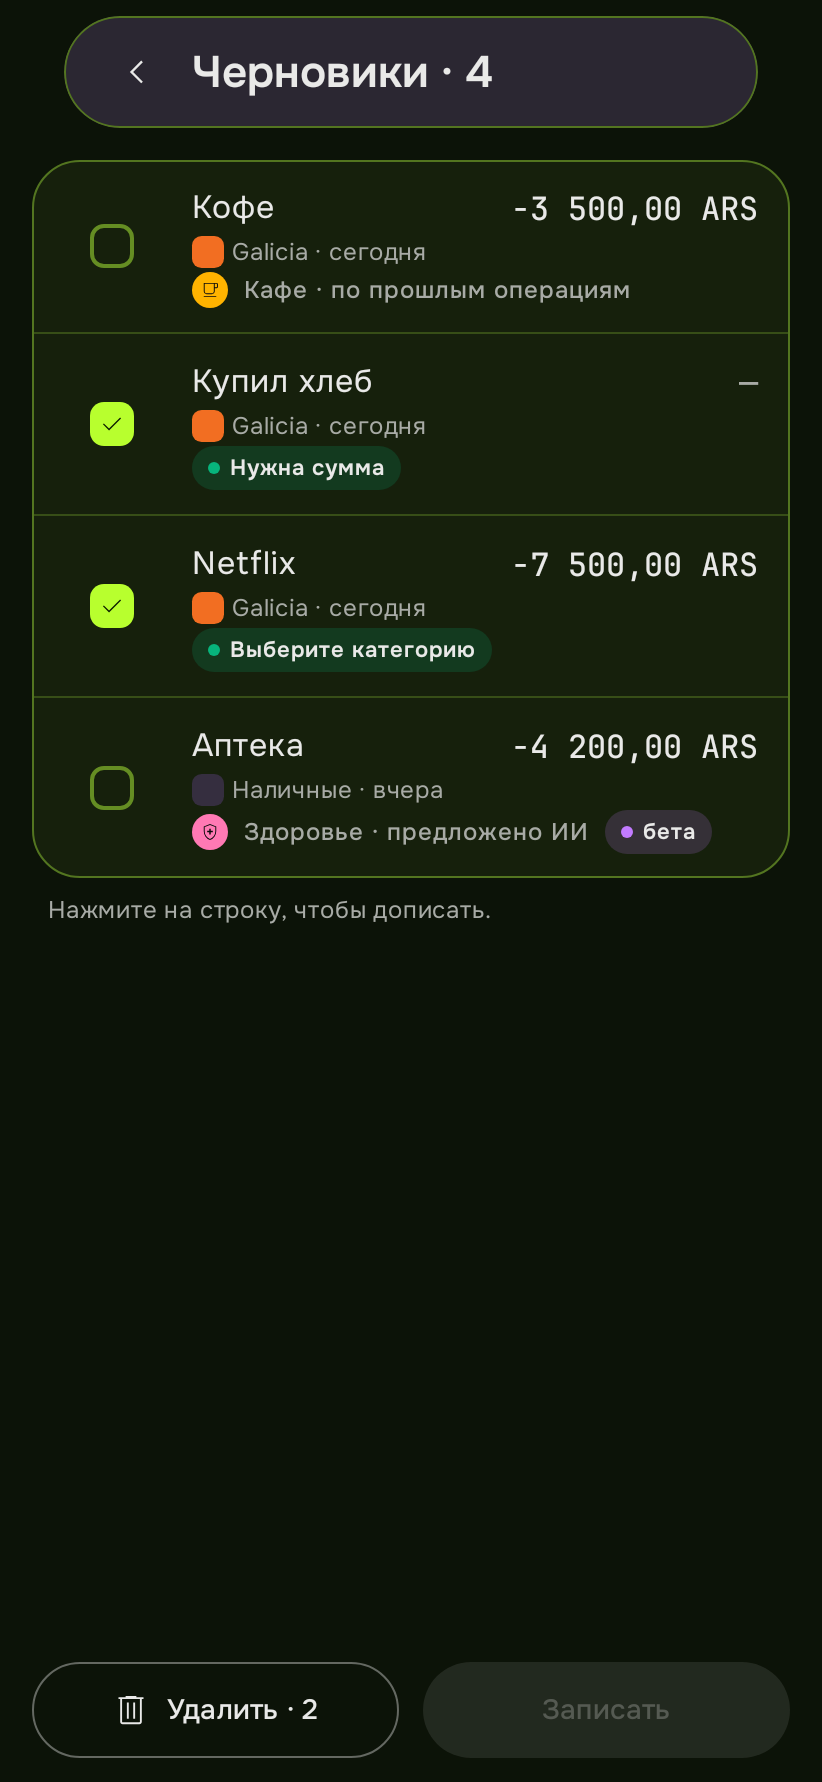 Черновики · 4
Кофе -3 500,00 ARS
Galicia · сегодня
Кафе · по прошлым операциям
Купил хлеб —
Galicia · сегодня
Нужна сумма
Netflix -7 500,00 ARS
Galicia · сегодня
Выберите категорию
Аптека -4 200,00 ARS
Наличные · вчера
Здоровье · предложено ИИ бета
Нажмите на строку, чтобы дописать.
Удалить · 2 Записать